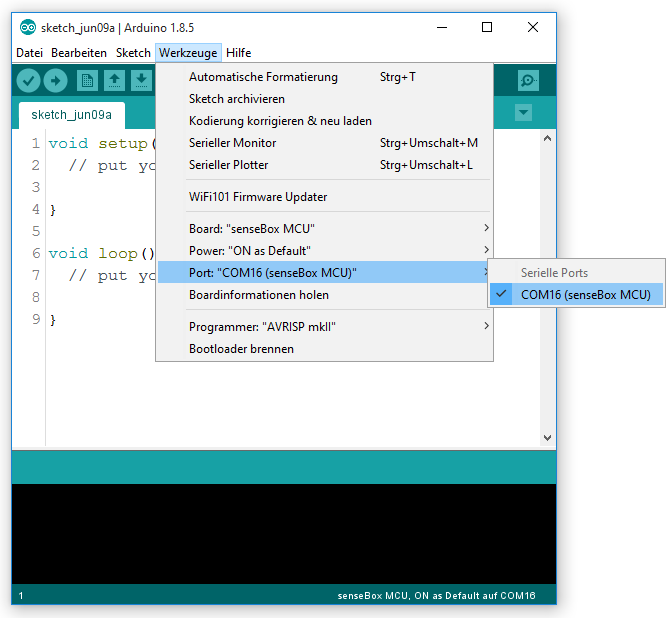 sketch_jun09a | Arduino 1.8.5
Datei Bearbeiten Sketch Werkzeuge Hilfe
Automatische Formatierung Strg+T
Sketch archivieren
Kodierung korrigieren & neu laden
Serieller Monitor Strg+Umschalt+M
Serieller Plotter Strg+Umschalt+L
WiFi101 Firmware Updater
Board: "senseBox MCU"
Power: "ON as Default"
Port: "COM16 (senseBox MCU)"
Boardinformationen holen
Programmer: "AVRISP mkII"
Bootloader brennen
Serielle Ports
COM16 (senseBox MCU)
sketch_jun09a
1 void setup(
2 // put yo
3
4 }
5
6 void loop()
7 // put yo
8
9 }
1 senseBox MCU, ON as Default auf COM16